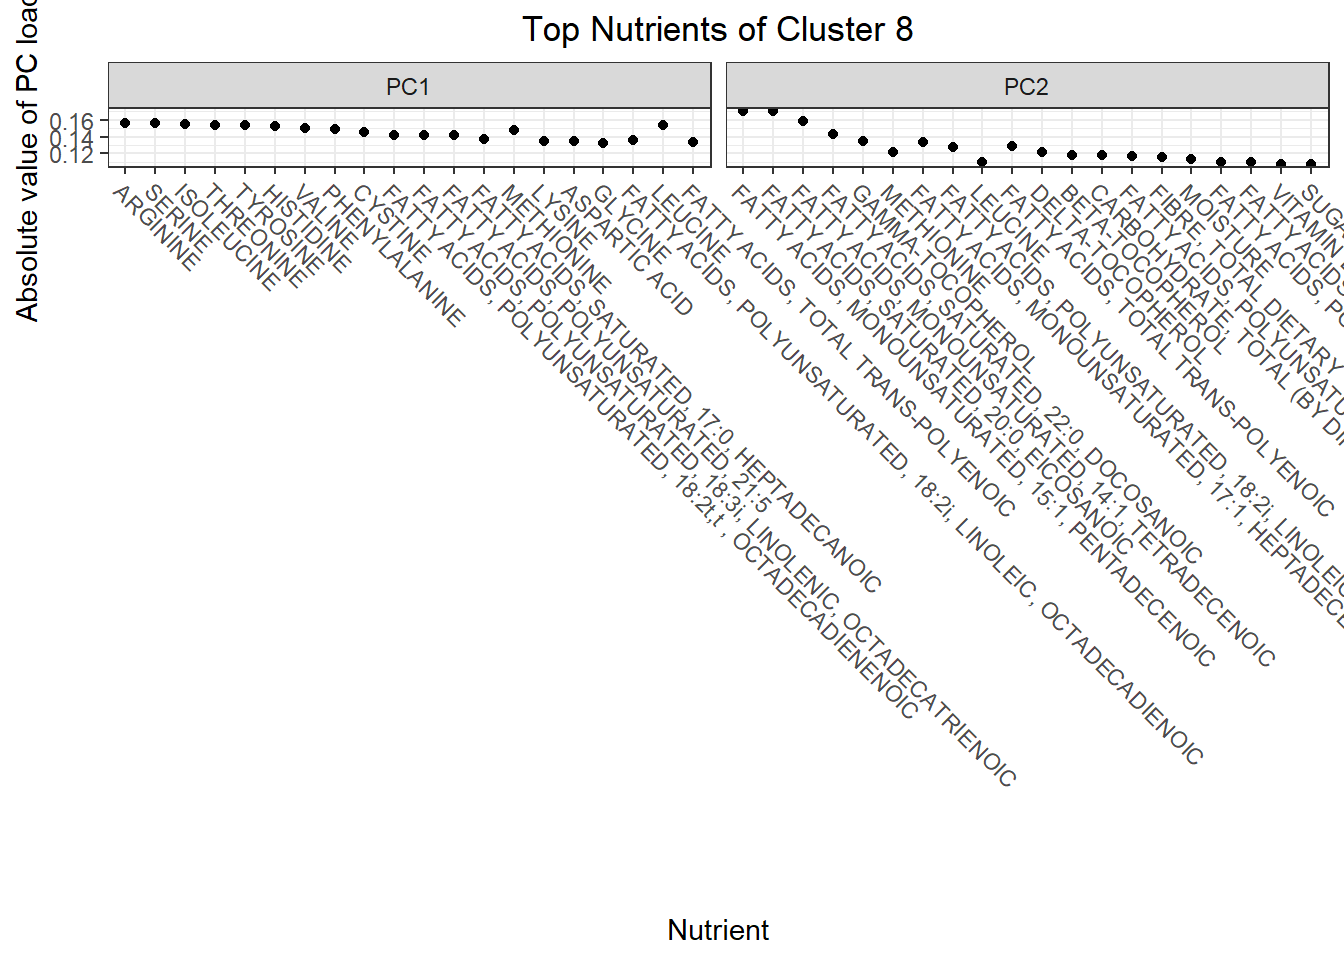 Top Nutrients of Cluster 8
Absolute value of PC load
PC1
PC2
0.16
0.14
0.12
ARGININE
SERINE
ISOLEUCINE
THREONINE
TYROSINE
HISTIDINE
VALINE
PHENYLALANINE
CYSTINE
FATTY ACIDS, POLYUNSATURATED, 18:2t,t , OCTADECADIENENOIC
FATTY ACIDS, POLYUNSATURATED, 18:3i, LINOLENIC, OCTADECATRIENOIC
FATTY ACIDS, POLYUNSATURATED, 21:5
FATTY ACIDS, SATURATED, 17:0, HEPTADECANOIC
METHIONINE
LYSINE
ASPARTIC ACID
GLYCINE
FATTY ACIDS, POLYUNSATURATED, 18:2i, LINOLEIC, OCTADECADIENOIC
LEUCINE
FATTY ACIDS, TOTAL TRANS-POLYENOIC
FATTY ACIDS, MONOUNSATURATED, 15:1, PENTADECENOIC
FATTY ACIDS, SATURATED, 20:0, EICOSANOIC
FATTY ACIDS, MONOUNSATURATED, 14:1, TETRADECENOIC
FATTY ACIDS, SATURATED, 22:0, DOCOSANOIC
GAMMA-TOCOPHEROL
METHIONINE
FATTY ACIDS, MONOUNSATURATED, 17:1, HEPTADEC
FATTY ACIDS, POLYUNSATURATED, 18:2i, LINOLEIC
LEUCINE
FATTY ACIDS, TOTAL TRANS-POLYENOIC
DELTA-TOCOPHEROL
BETA-TOCOPHEROL
CARBOHYDRATE, TOTAL (BY DI
FATTY ACIDS, POLYUNSATU
FIBRE, TOTAL DIETARY
MOISTURE
FATTY ACIDS, PO
FATTY ACIDS
VITAMIN
SUGA
Nutrient